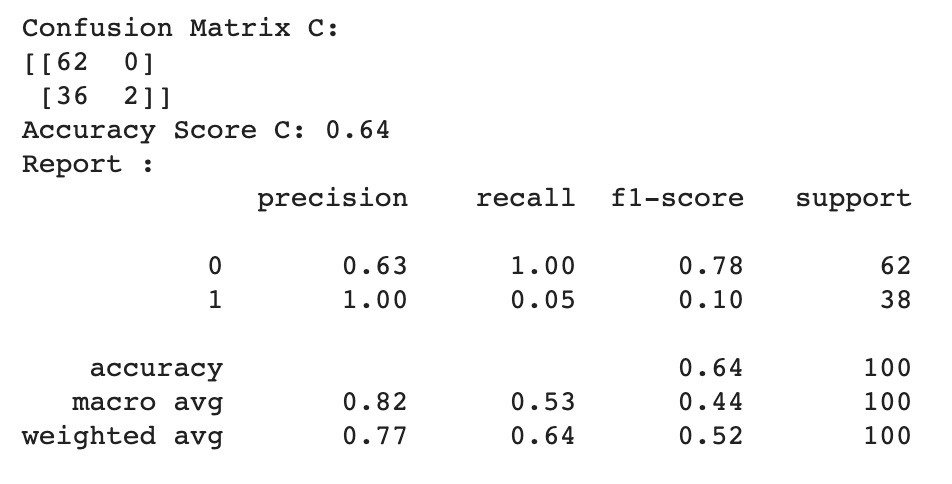 Confusion Matrix C:
[[62  0]
 [36  2]]
Accuracy Score C: 0.64
Report :
              precision    recall  f1-score   support

           0       0.63      1.00      0.78        62
           1       1.00      0.05      0.10        38

    accuracy                           0.64       100
   macro avg       0.82      0.53      0.44       100
weighted avg       0.77      0.64      0.52       100